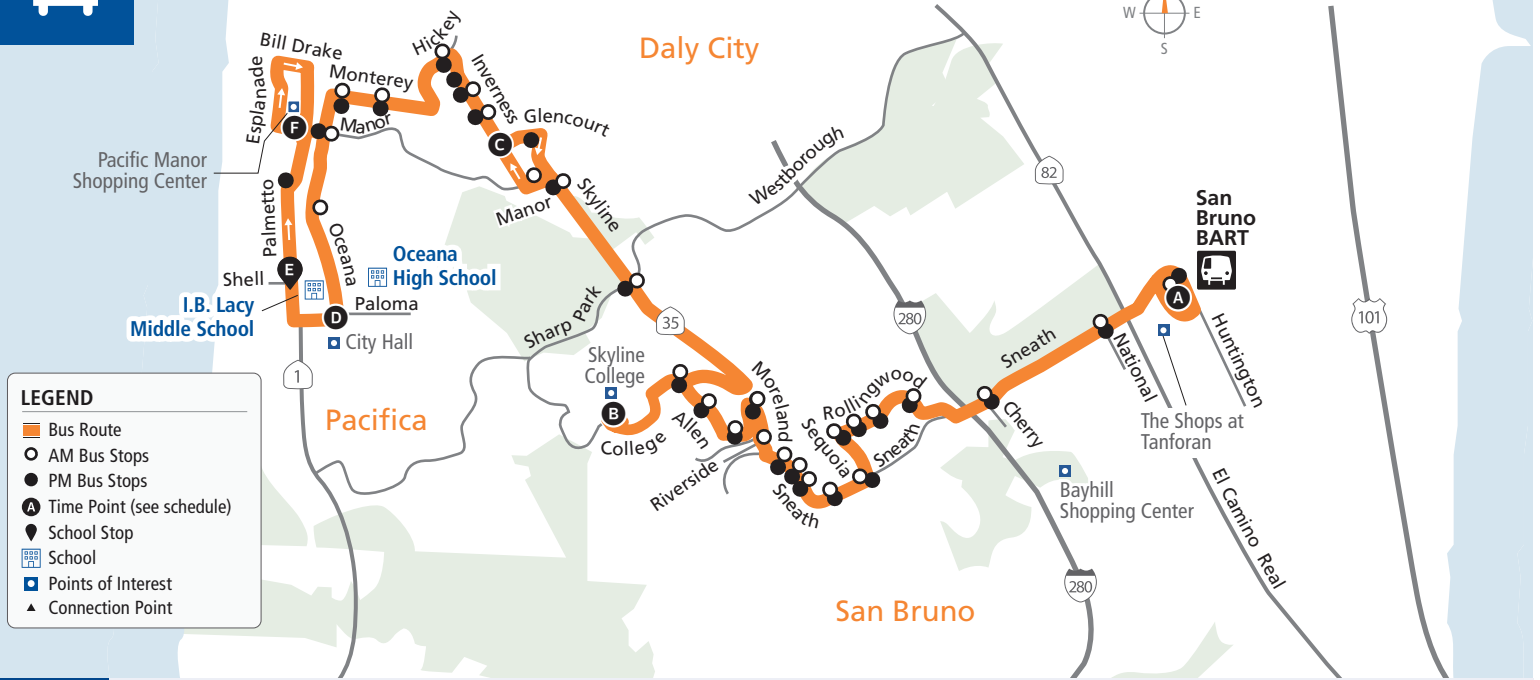 Bill Drake
Hickey
Daly City
W
E
S
Monterey
Esplanade
Inverness
Glencourt
F
Manor
C
Westborough
82
Pacific Manor
Shopping Center
Palmetto
Manor
Skyline
San
Bruno
BART
Oceana
Oceana
High School
E
Shell
A
I.B. Lacy
Middle School
Paloma
D
City Hall
Sharp Park
35
280
101
Huntington
National
Sneath
1
Skyline
College
Moreland
Rollingwood
B
College
Allen
Sequoia
Sneath
Cherry
The Shops at
Tanforan
Pacifica
Riverside
Sneath
El Camino Real
Bayhill
Shopping Center
280
San Bruno
LEGEND
Bus Route
AM Bus Stops
PM Bus Stops
A Time Point (see schedule)
School Stop
School
Points of Interest
Connection Point